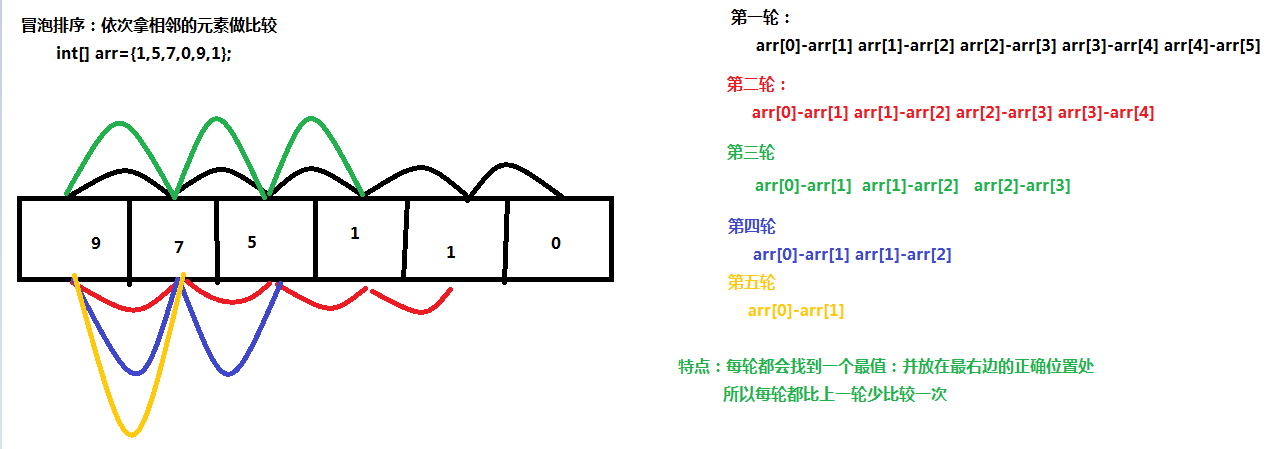 冒泡排序：依次拿相邻的元素做比较
int[] arr={1,5,7,0,9,1};
9 7 5 1 1 0
第一轮：
arr[0]-arr[1] arr[1]-arr[2] arr[2]-arr[3] arr[3]-arr[4] arr[4]-arr[5]
第二轮：
arr[0]-arr[1] arr[1]-arr[2] arr[2]-arr[3] arr[3]-arr[4]
第三轮
arr[0]-arr[1] arr[1]-arr[2] arr[2]-arr[3]
第四轮
arr[0]-arr[1] arr[1]-arr[2]
第五轮
arr[0]-arr[1]
特点：每轮都会找到一个最值：并放在最右边的正确位置处
所以每轮都比上一轮少比较一次